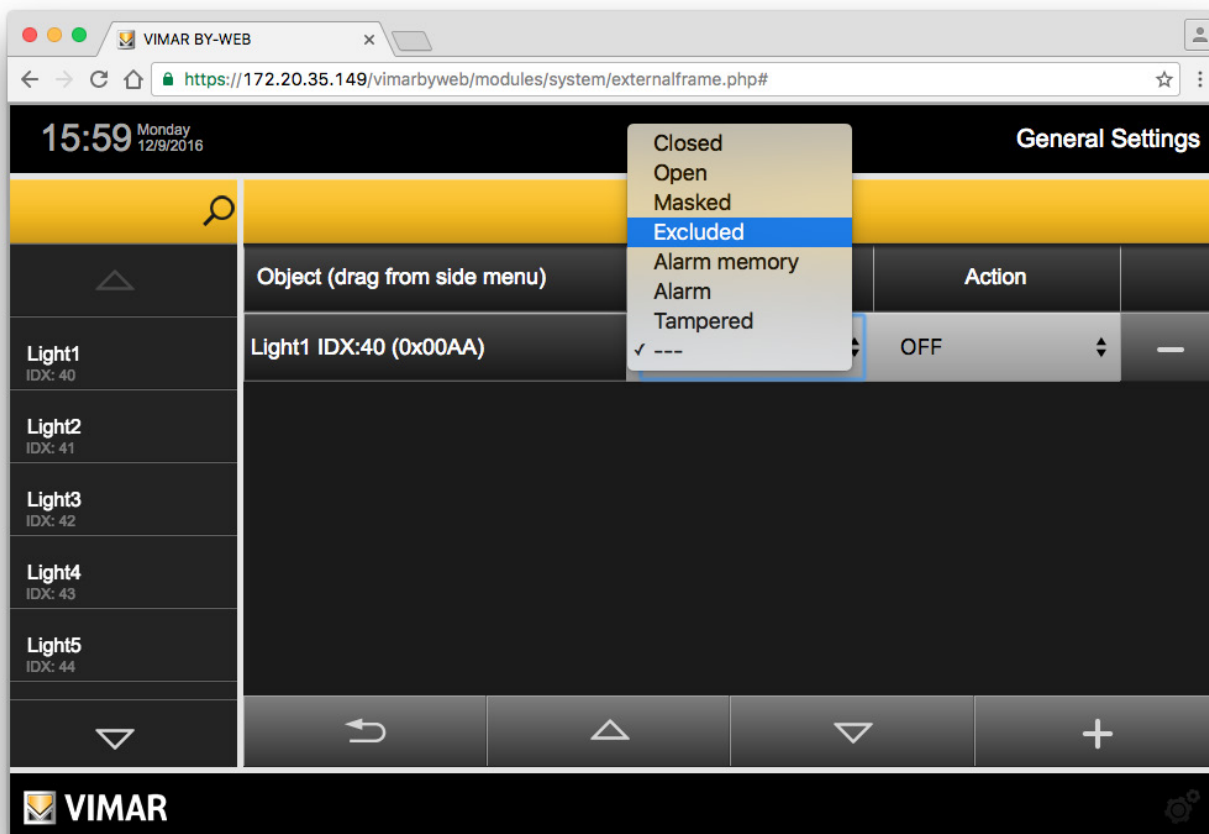 VIMAR BY-WEB
https://172.20.35.149/vimarbyweb/modules/system/externalframe.php#
15:59 Monday
12/9/2016
General Settings
Closed
Open
Masked
Excluded
Alarm memory
Alarm
Tampered
✓ ---
Object (drag from side menu)
Action
Light1 IDX:40 (0x00AA)
OFF
Light1
IDX: 40
Light2
IDX: 41
Light3
IDX: 42
Light4
IDX: 43
Light5
IDX: 44
VIMAR